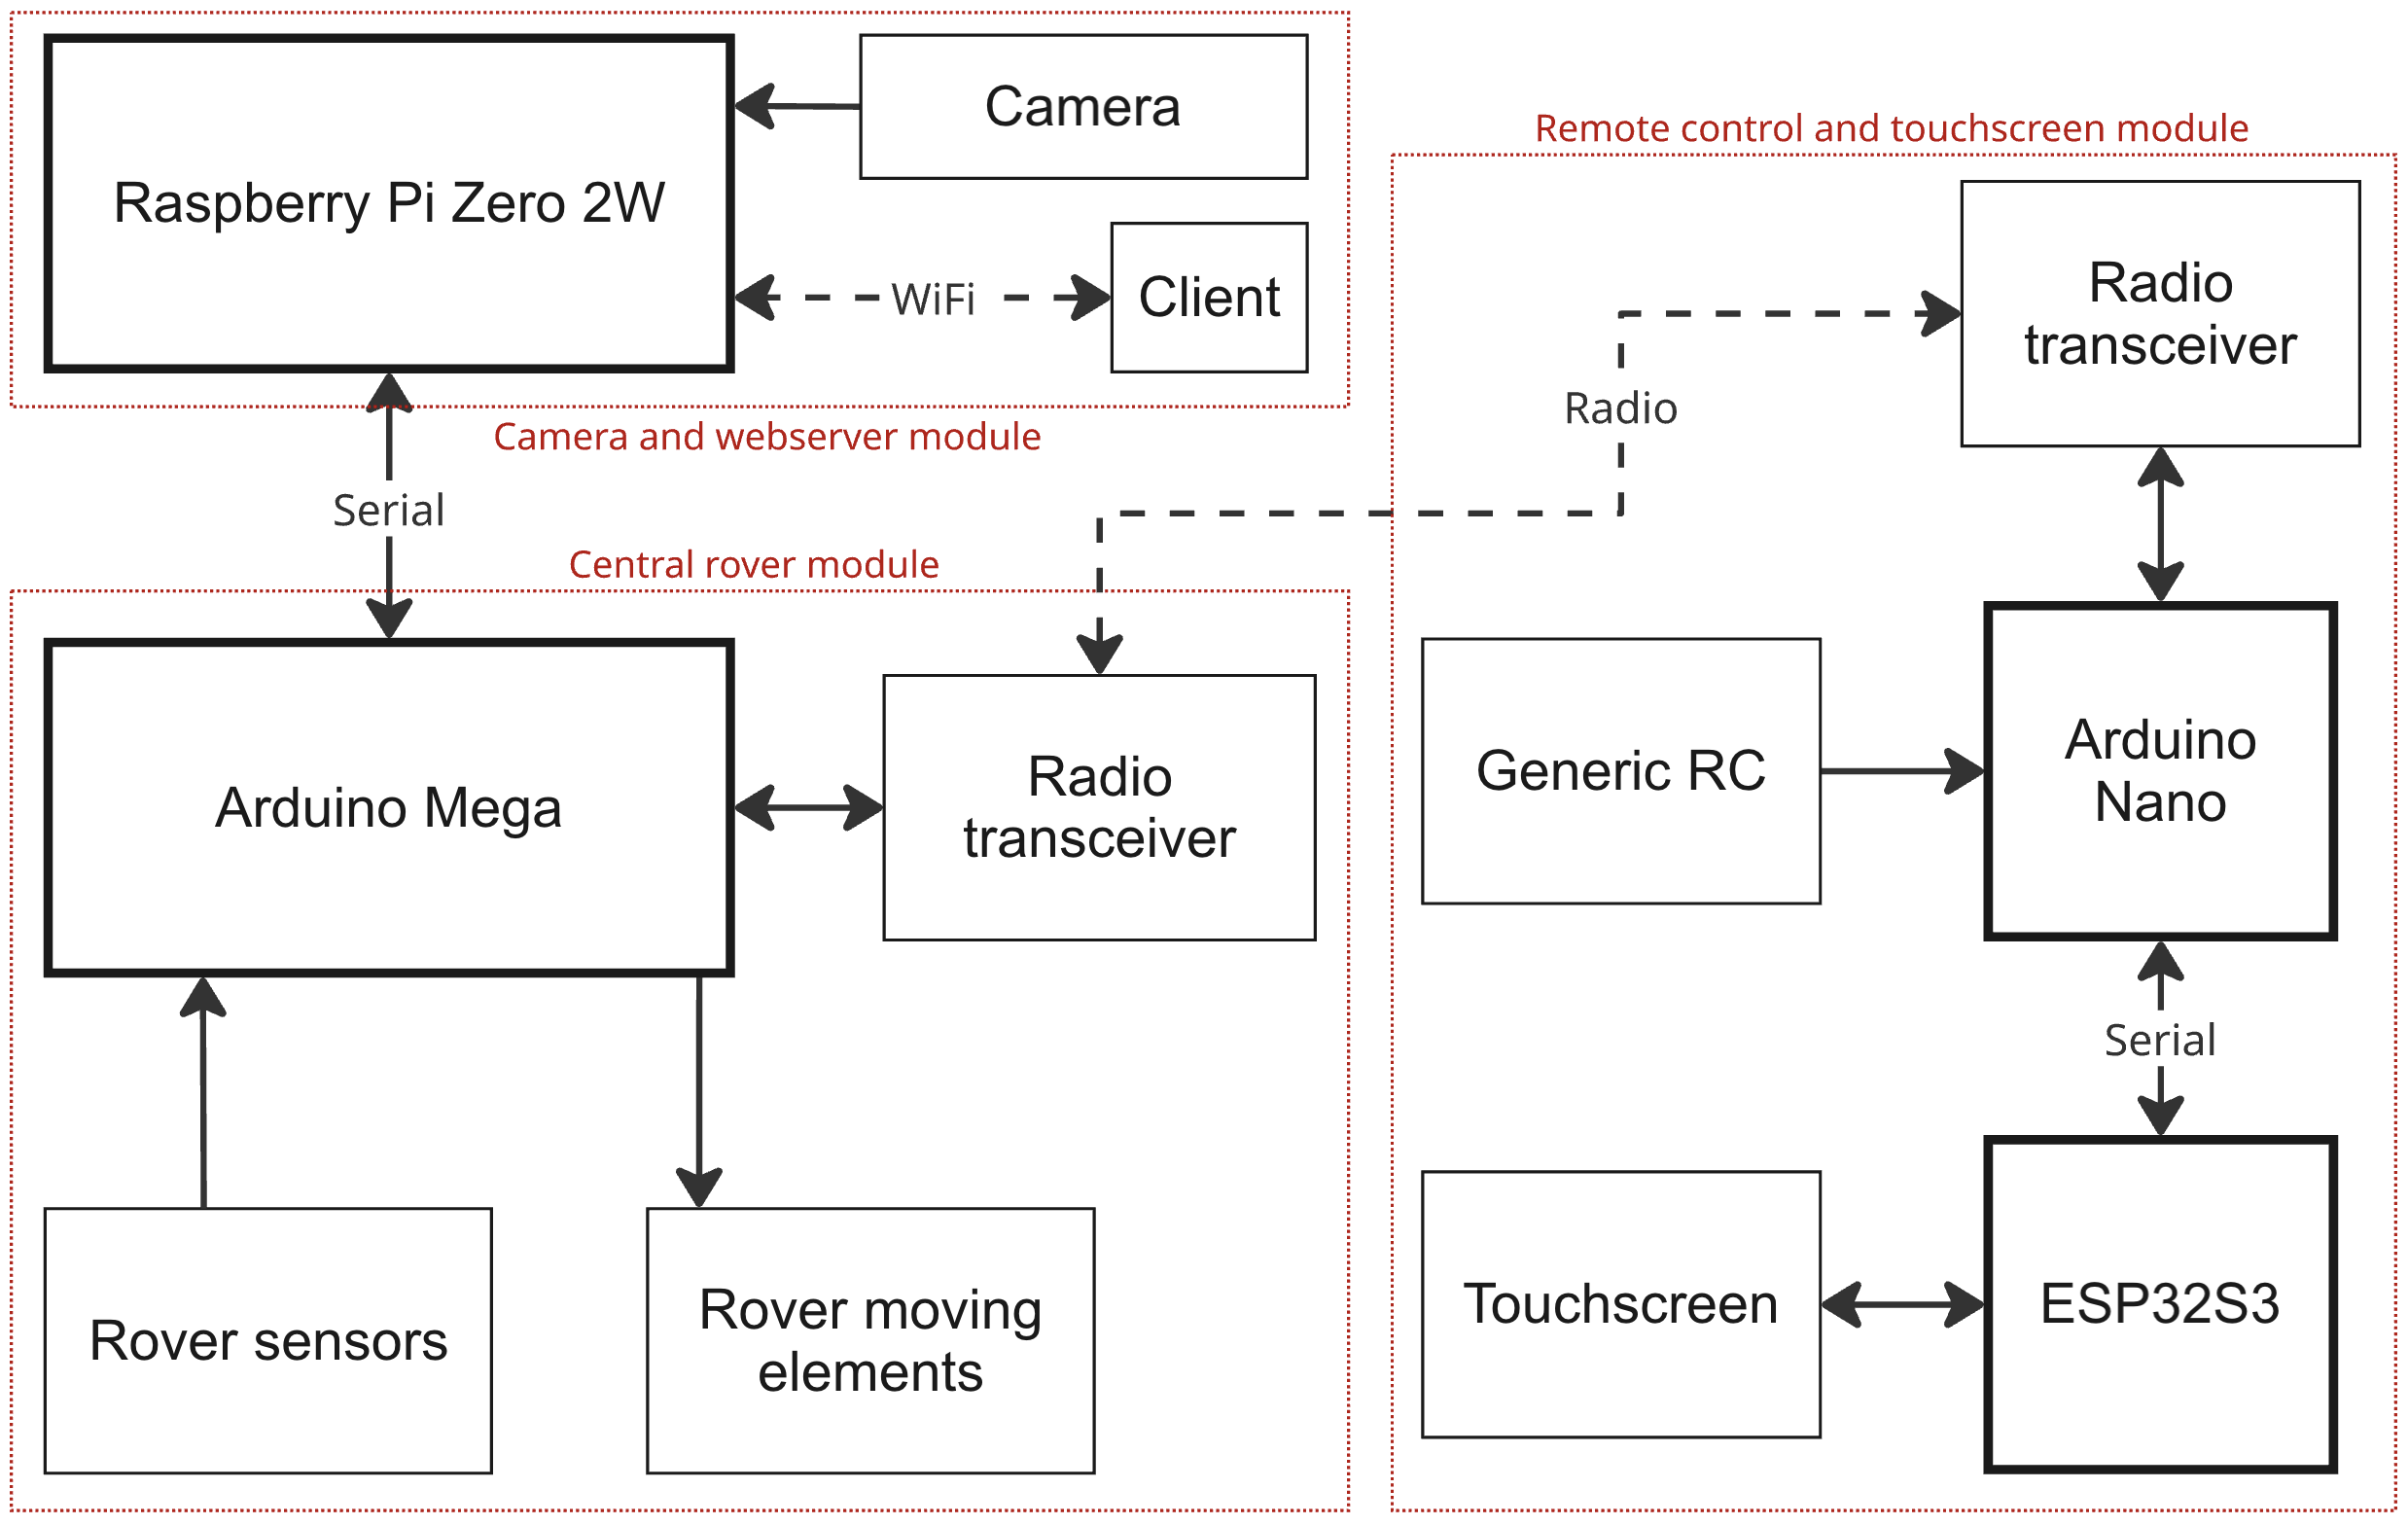 Raspberry Pi Zero 2W
Camera
WiFi
Client
Camera and webserver module
Serial
Central rover module
Arduino Mega
Radio
transceiver
Rover sensors
Rover moving
elements
Remote control and touchscreen module
Radio
transceiver
Radio
Generic RC
Arduino
Nano
Serial
Touchscreen
ESP32S3